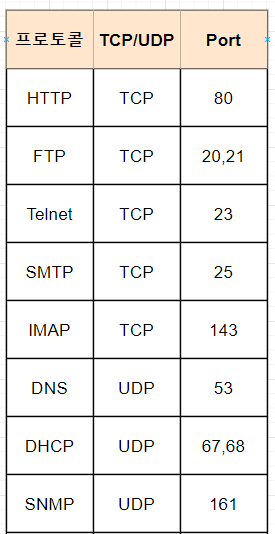 프로토콜 TCP/UDP Port
HTTP TCP 80
FTP TCP 20,21
Telnet TCP 23
SMTP TCP 25
IMAP TCP 143
DNS UDP 53
DHCP UDP 67,68
SNMP UDP 161